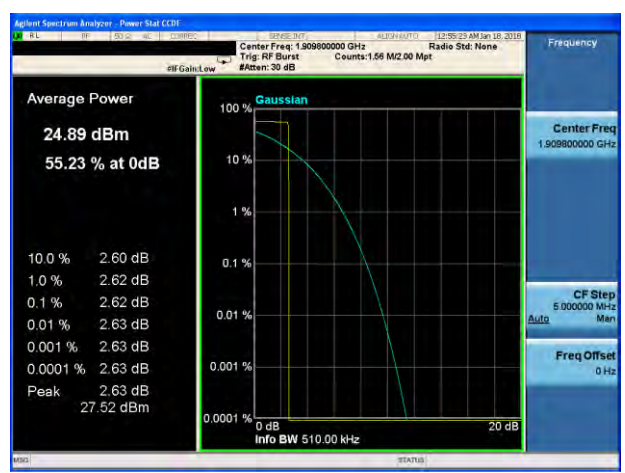 Agilent Spectrum Analyzer - Power Stat CCDF
RL RF 50 Ω AC CORREC SENSE:INT ALIGN AUTO 12:55:23 AM Jan 18, 2018
Center Freq: 1.909800000 GHz Radio Std: None
Trig: RF Burst Counts:1.56 M/2.00 Mpt
#IFGain:Low #Atten: 30 dB
Frequency
Average Power
24.89 dBm
55.23 % at 0dB
10.0 % 2.60 dB
1.0 % 2.62 dB
0.1 % 2.62 dB
0.01 % 2.63 dB
0.001 % 2.63 dB
0.0001 % 2.63 dB
Peak 2.63 dB
27.52 dBm
Gaussian
100 %
10 %
1 %
0.1 %
0.01 %
0.001 %
0.0001 %
0 dB 20 dB
Info BW 510.00 kHz
Center Freq
1.909800000 GHz
CF Step
5.000000 MHz
Auto Man
Freq Offset
0 Hz
MSG STATUS